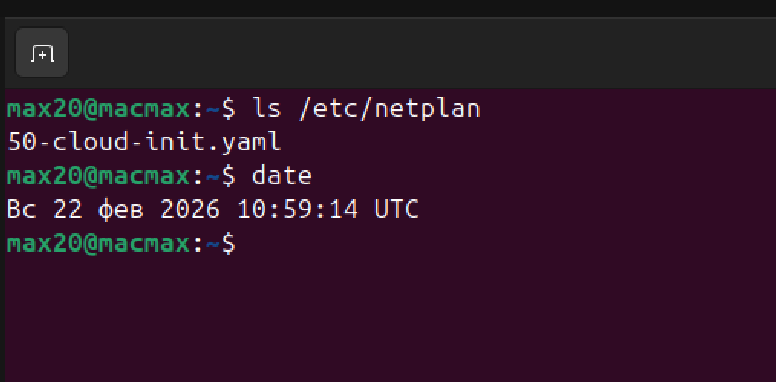 max20@macmax:~$ ls /etc/netplan
50-cloud-init.yaml
max20@macmax:~$ date
Вс 22 фев 2026 10:59:14 UTC
max20@macmax:~$